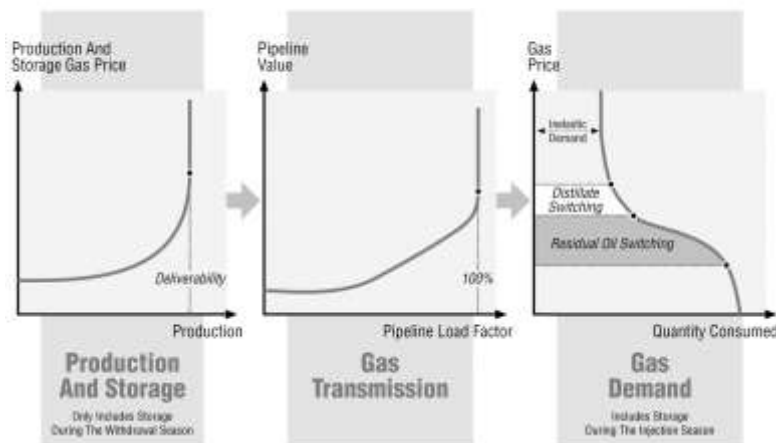 Production And
Storage Gas Price
Deliverability
Production
Production
And Storage
Only Includes Storage
During The Withdrawal Season
Pipeline
Value
100%
Pipeline Load Factor
Gas
Transmission
Gas
Price
Inelastic
Demand
Distillate
Switching
Residual Oil Switching
Quantity Consumed
Gas
Demand
Includes Storage
During The Injection Season